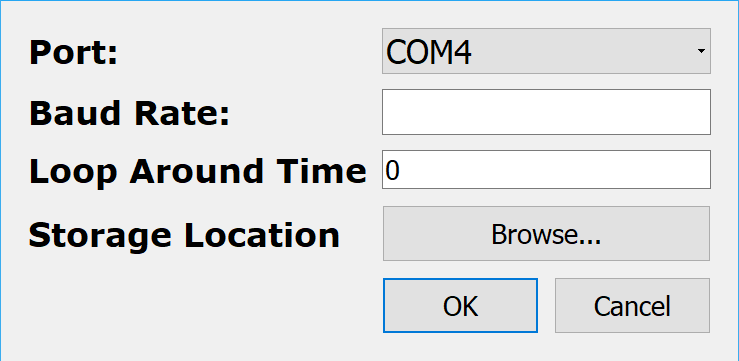 Port: COM4
Baud Rate:
Loop Around Time 0
Storage Location Browse...
OK Cancel